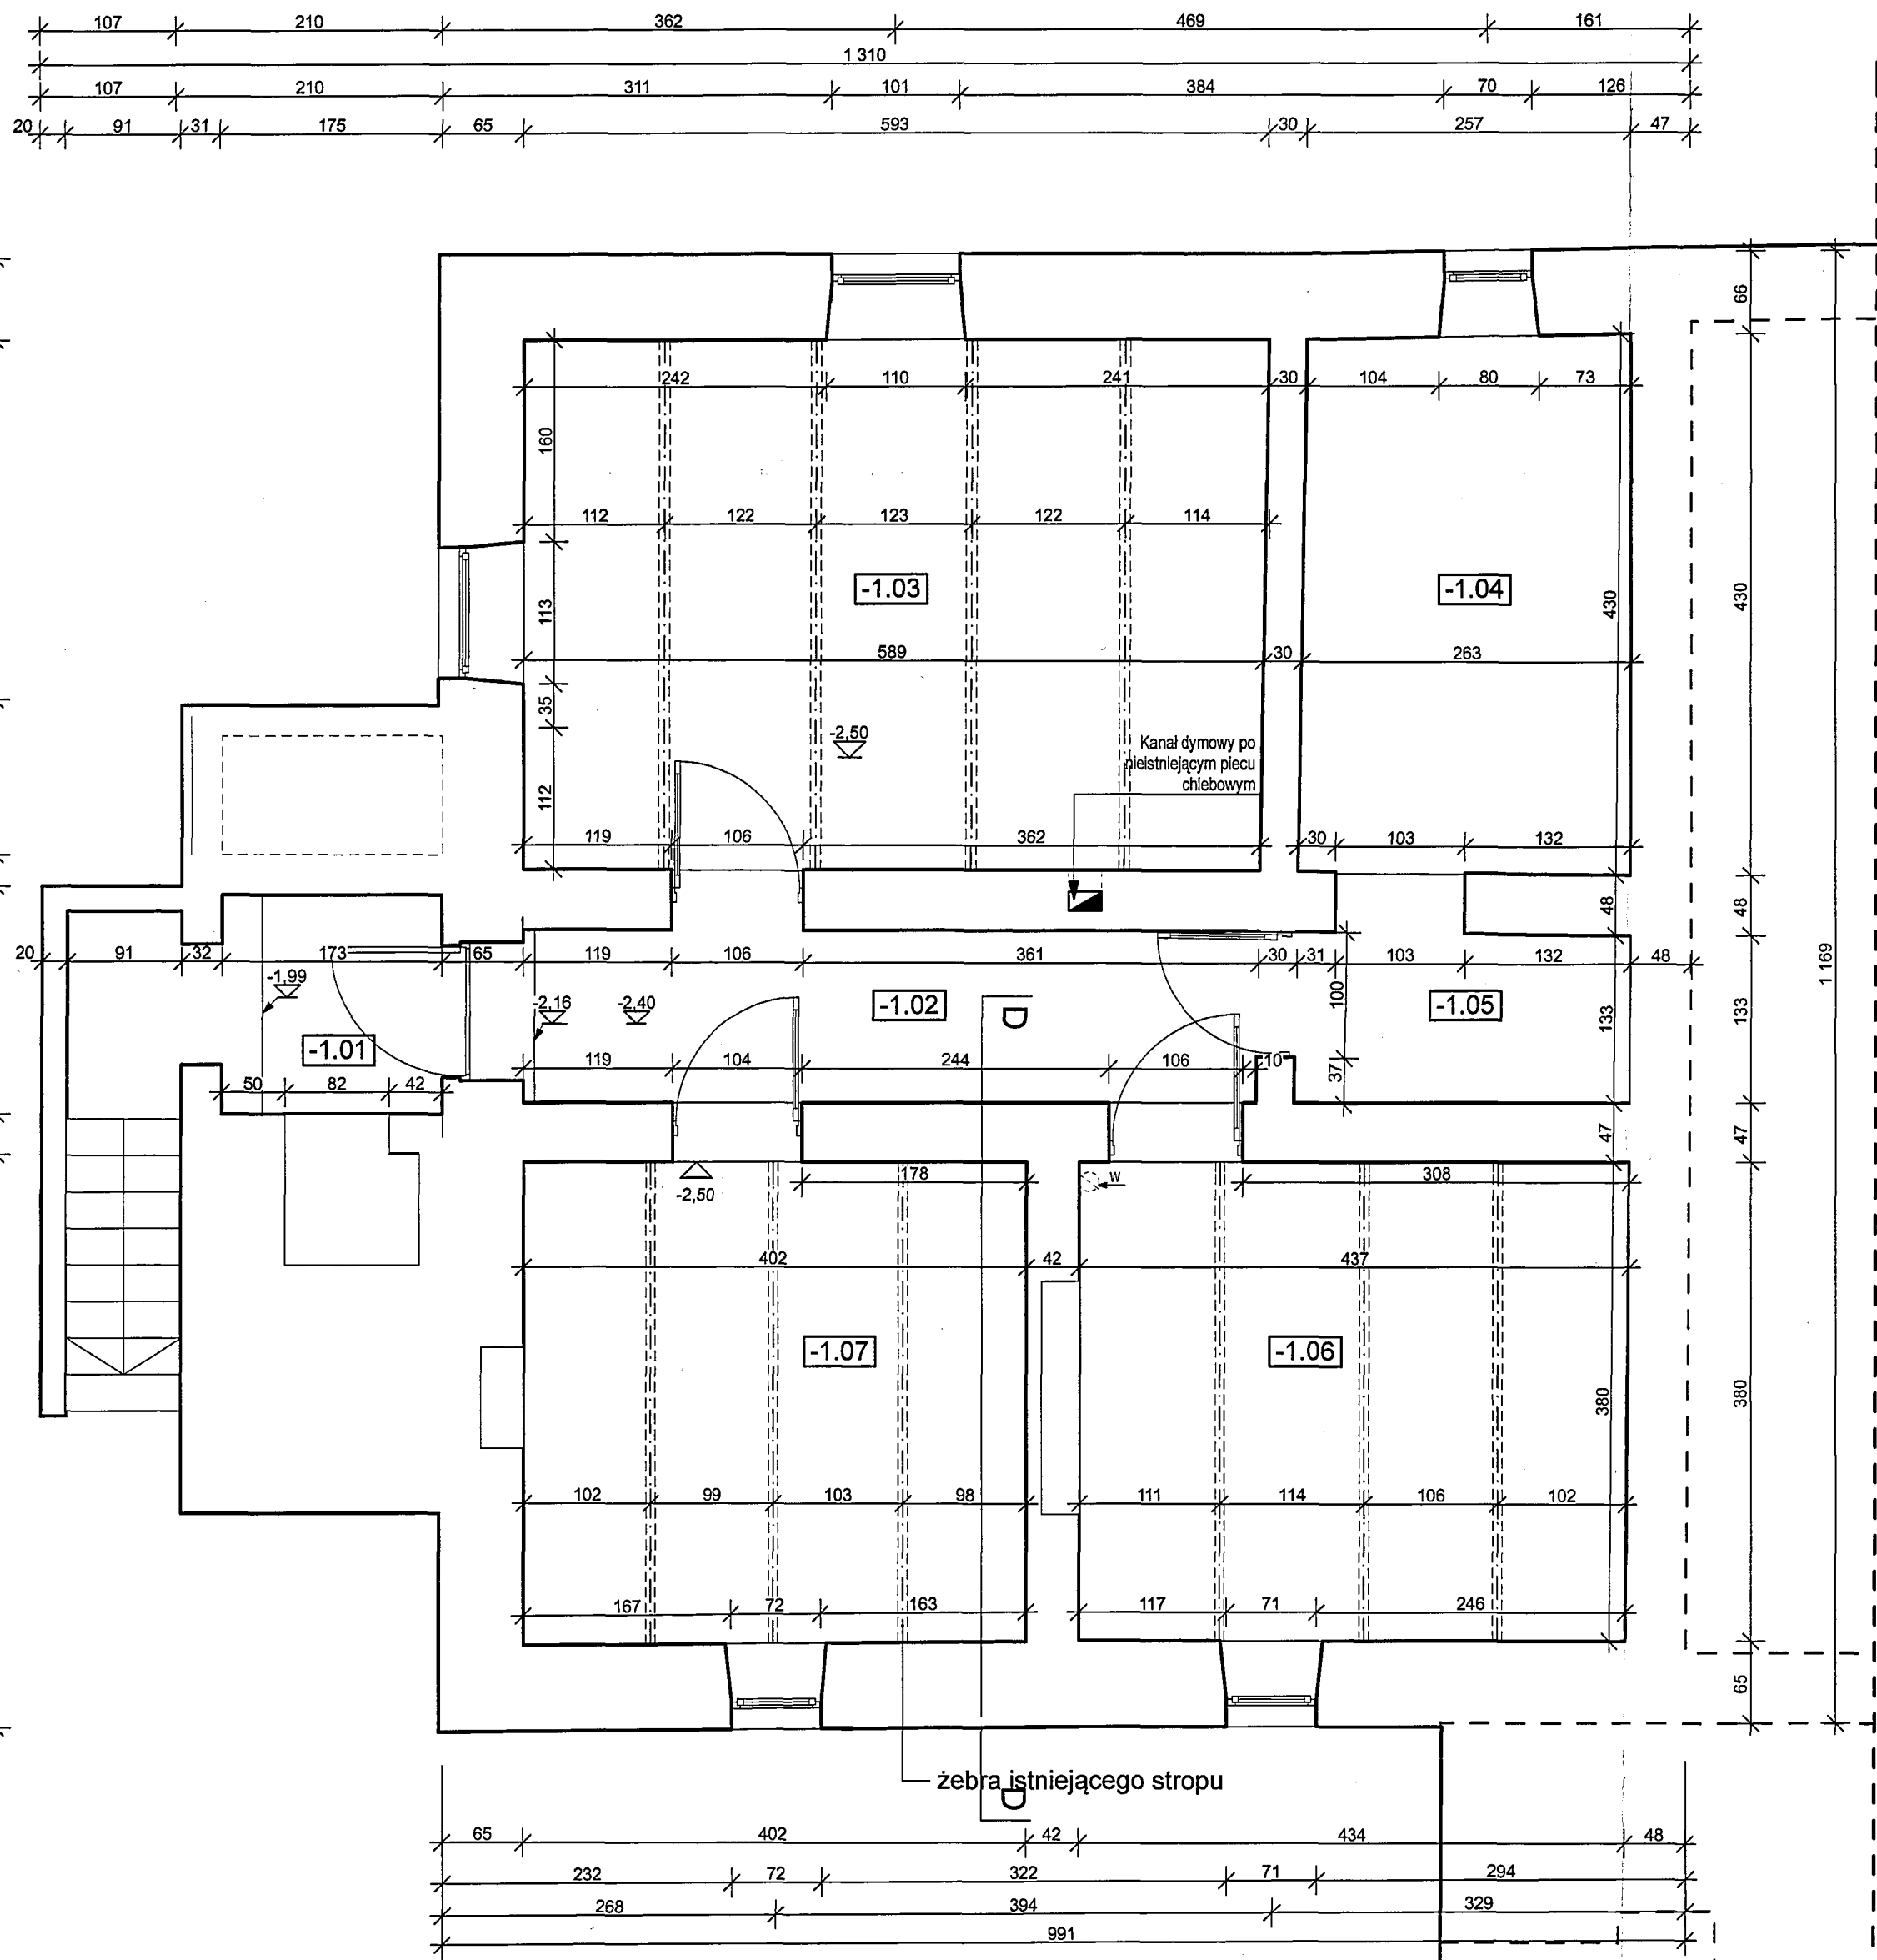 107 210 362 469 161
1 310
107 210 311 101 384 70 126
20 91 31 175 65 593 30 257 47
66
242 110 241 30 104 80 73
160
112 122 123 122 114
-1.03 -1.04
113 430 430
589 30 263
35
-2,50
Kanał dymowy po
nieistniejącym piecu
chlebowym
112
119 106 362 30 103 132
48 48
20 91 32 173 65 119 106 361 30 31 103 132 48
1 169
-1,99 -2,16 -2,40 -1.02 D 100 -1.05 133 133
-1.01
119 104 244 106 10
37
50 82 42
47 47
178 W 308
-2,50
402 42 437
-1.07 -1.06
380 380
102 99 103 98 111 114 106 102
167 72 163 117 71 246
65
żebra istniejącego stropu
D
65 402 42 434 48
232 72 322 71 294
268 394 329
991